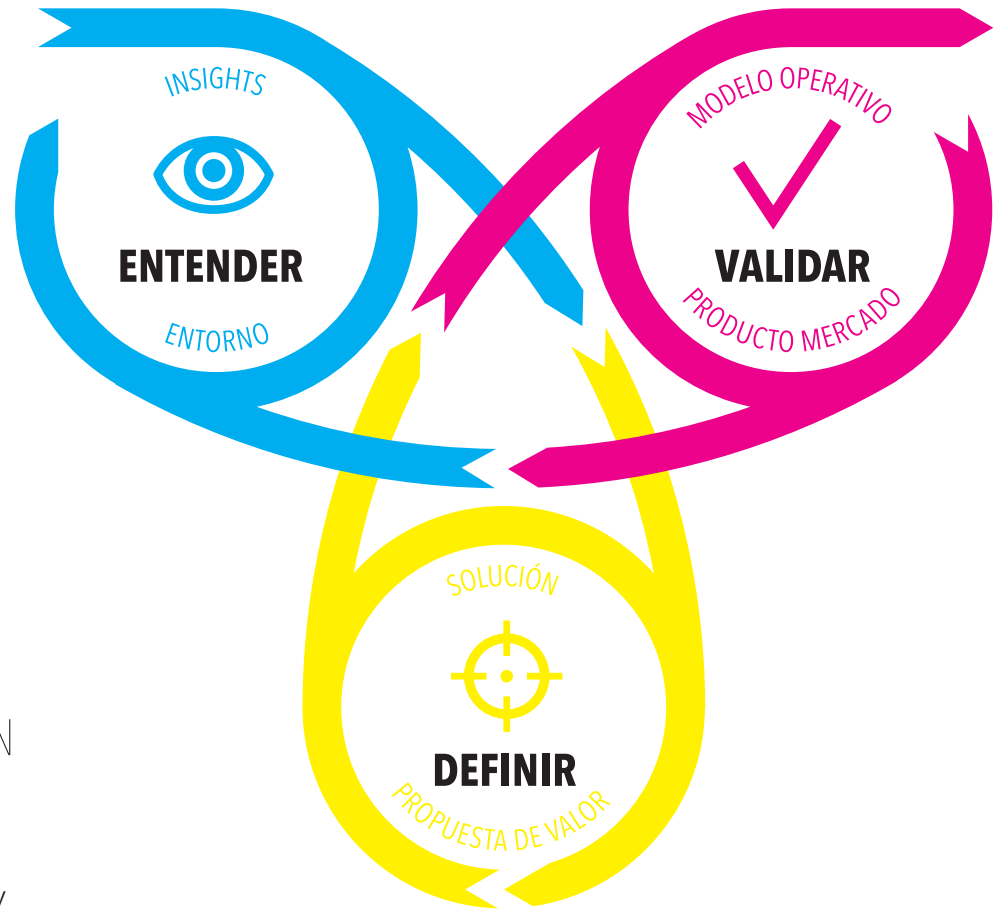 INSIGHTS
ENTENDER
ENTORNO
MODELO OPERATIVO
VALIDAR
PRODUCTO MERCADO
SOLUCIÓN
DEFINIR
PROPUESTA DE VALOR
N